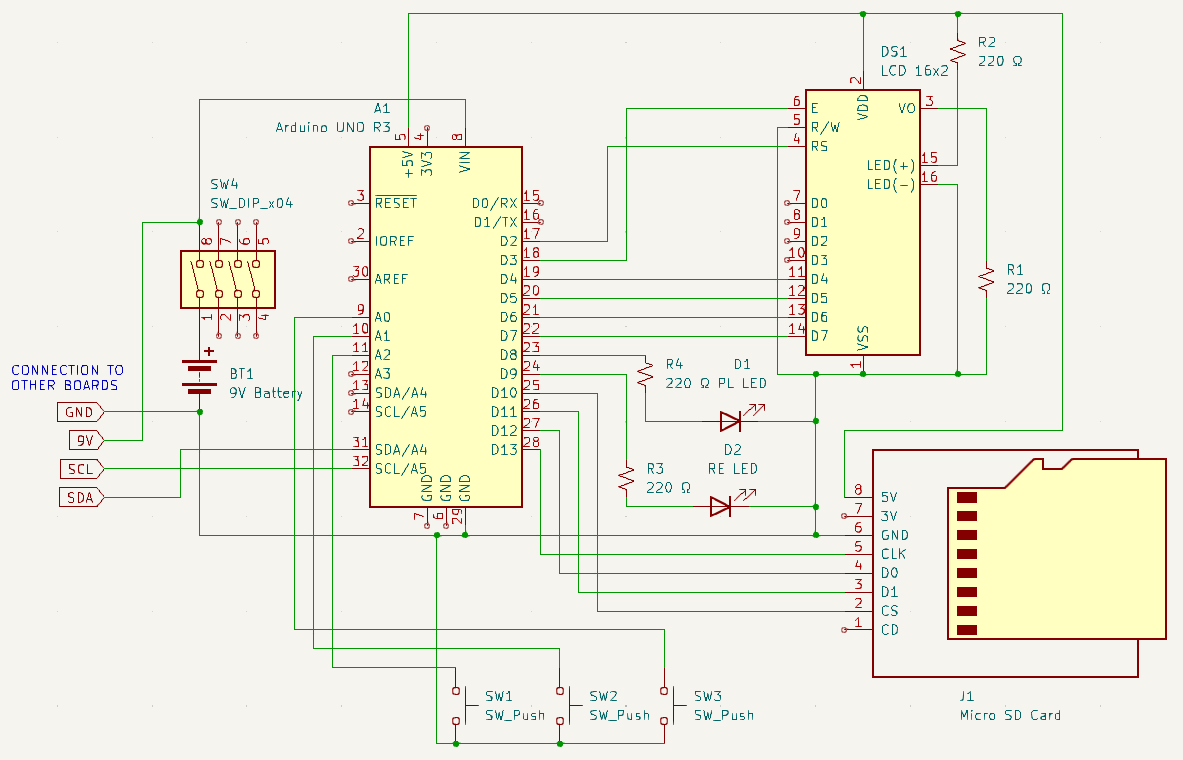 A1
Arduino UNO R3
5
4
8
+5V
3V3
VIN
3
RESET
2
IOREF
30
AREF
9
A0
10
A1
11
A2
12
A3
13
SDA/A4
14
SCL/A5
31
SDA/A4
32
SCL/A5
GND
GND
GND
7
6
29
D0/RX
15
D1/TX
16
D2
17
D3
18
D4
19
D5
20
D6
21
D7
22
D8
23
D9
24
D10
25
D11
26
D12
27
D13
28
SW4
SW_DIP_x04
8
7
6
5
1
2
3
4
+
BT1
9V Battery
CONNECTION TO
OTHER BOARDS
GND
9V
SCL
SDA
DS1
LCD 16x2
2
VDD
6
E
5
R/W
4
RS
7
D0
8
D1
9
D2
10
D3
11
D4
12
D5
13
D6
14
D7
VO
3
LED(+)
15
LED(-)
16
VSS
1
R2
220 Ω
R1
220 Ω
R4
220 Ω
D1
PL LED
R3
220 Ω
D2
RE LED
8
5V
7
3V
6
GND
5
CLK
4
D0
3
D1
2
CS
1
CD
J1
Micro SD Card
SW1
SW_Push
SW2
SW_Push
SW3
SW_Push